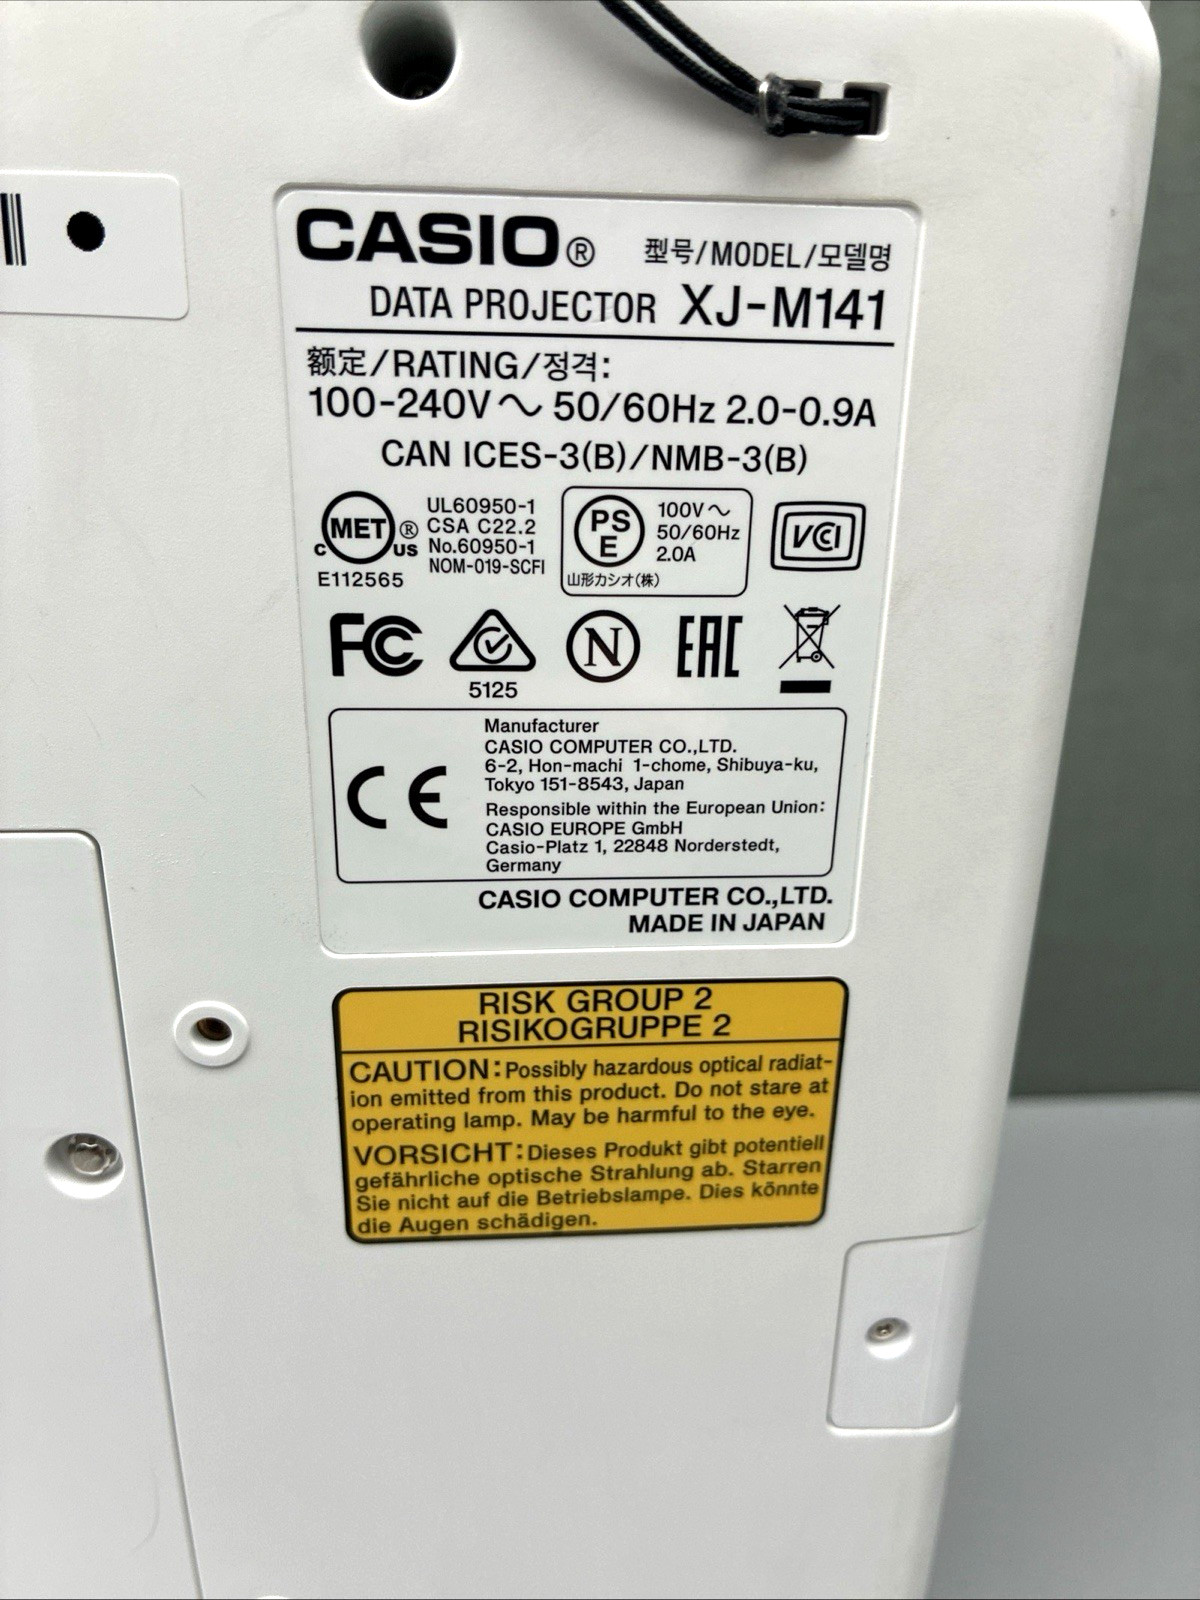 CASIO® 型号/MODEL/모델명
DATA PROJECTOR XJ-M141
额定/RATING/정격:
100-240V～ 50/60Hz 2.0-0.9A
CAN ICES-3(B)/NMB-3(B)
C MET® US
E112565
UL60950-1
CSA C22.2
No.60950-1
NOM-019-SCFI
PS
E
100V～
50/60Hz
2.0A
山形カシオ(株)
VCCI
FC
5125
N
EAC
CE
Manufacturer
CASIO COMPUTER CO.,LTD.
6-2, Hon-machi 1-chome, Shibuya-ku,
Tokyo 151-8543, Japan
Responsible within the European Union:
CASIO EUROPE GmbH
Casio-Platz 1, 22848 Norderstedt,
Germany
CASIO COMPUTER CO.,LTD.
MADE IN JAPAN
RISK GROUP 2
RISIKOGRUPPE 2
CAUTION:Possibly hazardous optical radiat-
ion emitted from this product. Do not stare at
operating lamp. May be harmful to the eye.
VORSICHT:Dieses Produkt gibt potentiell
gefährliche optische Strahlung ab. Starren
Sie nicht auf die Betriebslampe. Dies könnte
die Augen schädigen.